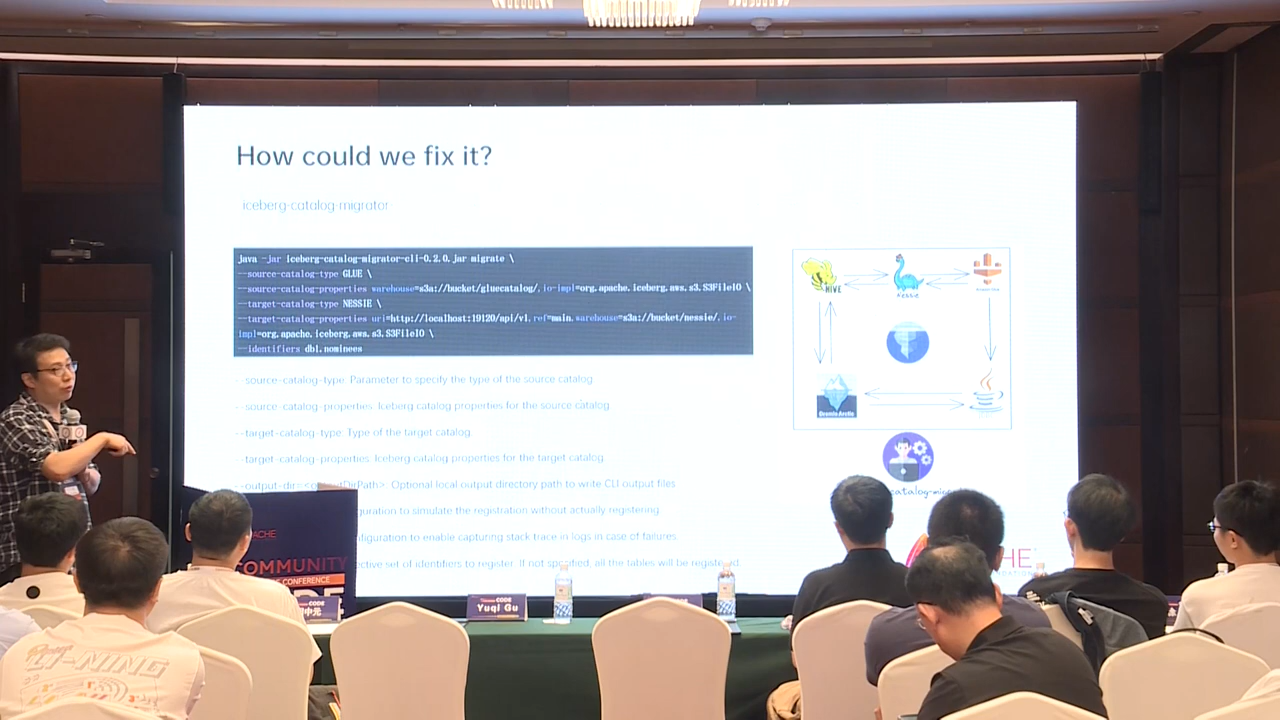 How could we fix it?
iceberg-catalog-migrator
java -jar iceberg-catalog-migrator-cli-0.2.0.jar migrate \
--source-catalog-type GLUE \
--source-catalog-properties warehouse=s3a://bucket/gluecatalog/,io-impl=org.apache.iceberg.aws.s3.S3FileIO \
--target-catalog-type NESSIE \
--target-catalog-properties uri=http://localhost:19120/api/v1,ref=main,warehouse=s3a://bucket/nessie/,io-
impl=org.apache.iceberg.aws.s3.S3FileIO \
--identifiers db1.nominees
--source-catalog-type: Parameter to specify the type of the source catalog
--source-catalog-properties: Iceberg catalog properties for the source catalog
--target-catalog-type: Type of the target catalog
--target-catalog-properties: Iceberg catalog properties for the target catalog
DirPath>: Optional local output directory path to write CLI output files
to simulate the registration without actually registering
to enable capturing stack trace in logs in case of failures.
set of identifiers to register. If not specified, all the tables will be registered.
HIVE
Nessie
Dremio Arctic
COMMUNITY
CONFERENCE
CODE
Yuqi Gu
LI-NING